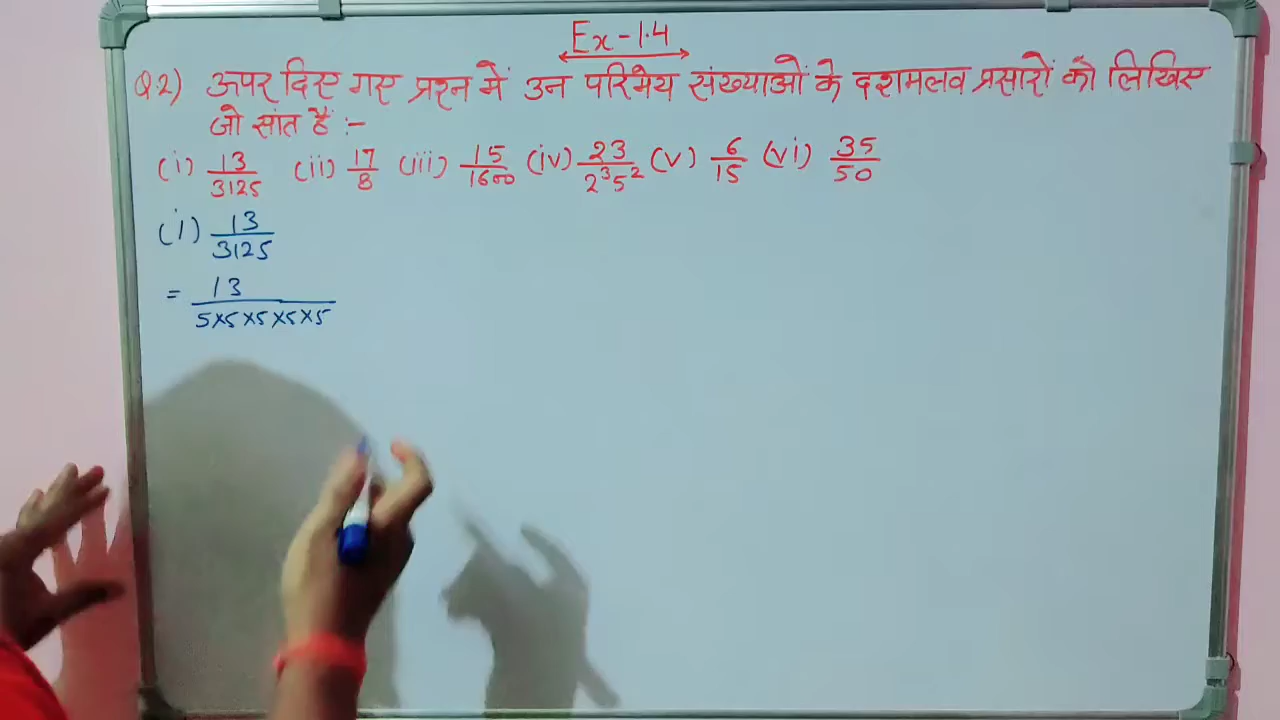 Ex-1.4
Q2) ऊपर दिए गए प्रश्न में उन परिमेय संख्याओं के दशमलव प्रसारों को लिखिए
जो सांत हैं :-
(i) 13/3125 (ii) 17/8 (iii) 15/1600 (iv) 23/2³5² (v) 6/15 (vi) 35/50
(i) 13/3125
= 13/5×5×5×5×5